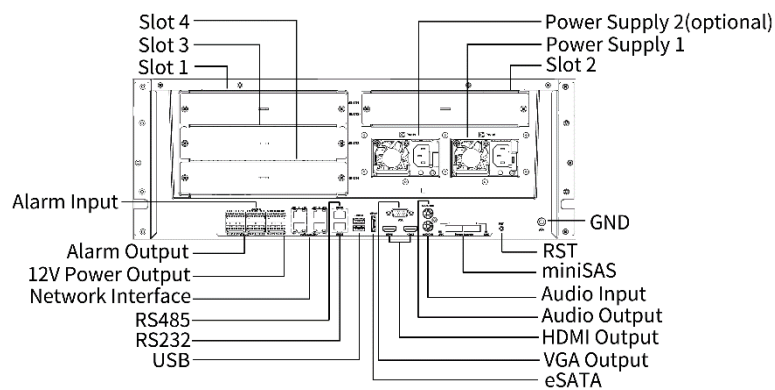 Slot 4
Power Supply 2(optional)
Slot 3
Power Supply 1
Slot 1
Slot 2
Alarm Input
GND
Alarm Output
RST
12V Power Output
miniSAS
Network Interface
Audio Input
RS485
Audio Output
RS232
HDMI Output
USB
VGA Output
eSATA